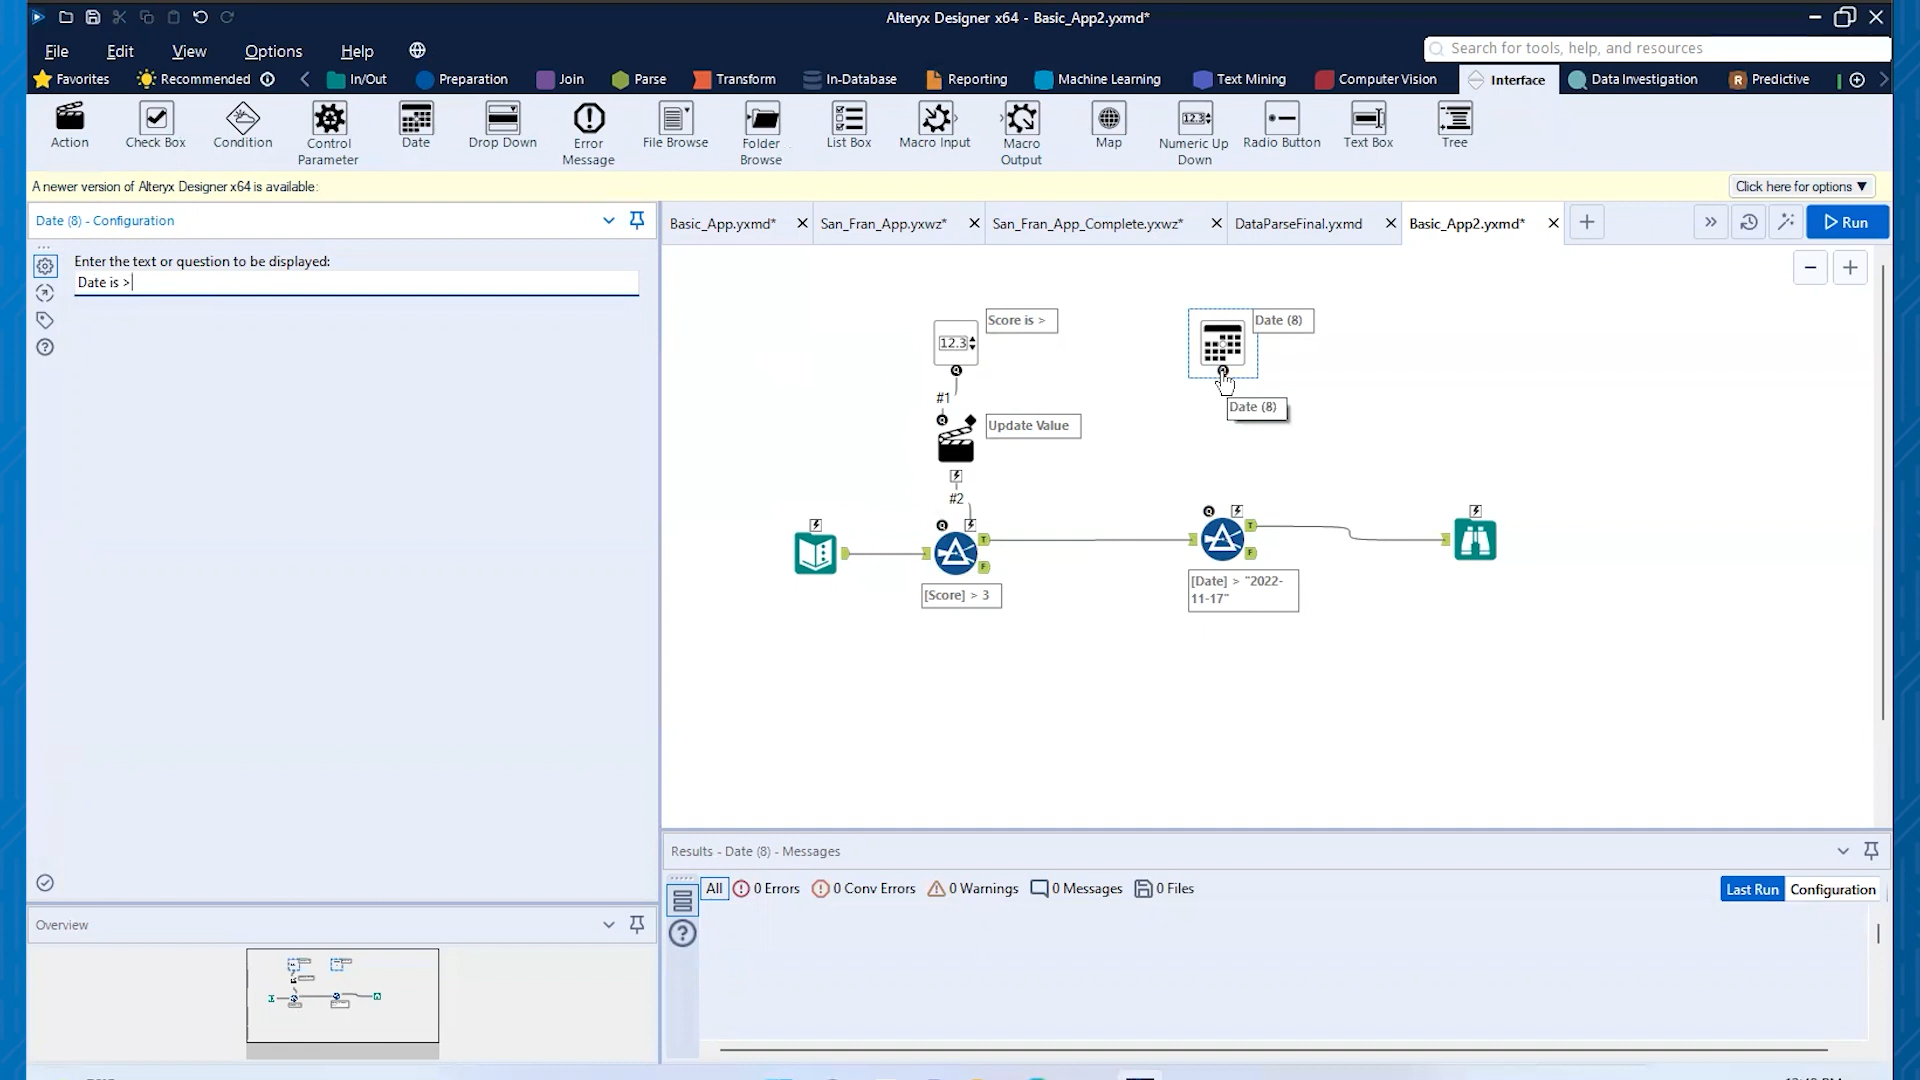 Alteryx Designer x64 - Basic_App2.yxmd*
File Edit View Options Help
Search for tools, help, and resources
Favorites Recommended In/Out Preparation Join Parse Transform In-Database Reporting Machine Learning Text Mining Computer Vision Interface Data Investigation R Predictive
Action
Check Box
Condition
Control
Parameter
Date
Drop Down
Error
Message
File Browse
Folder
Browse
List Box
Macro Input
Macro
Output
Map
12.3
Numeric Up
Down
Radio Button
Text Box
Tree
A newer version of Alteryx Designer x64 is available:
Click here for options ▼
Date (8) - Configuration
Basic_App.yxmd*
San_Fran_App.yxwz*
San_Fran_App_Complete.yxwz*
DataParseFinal.yxmd
Basic_App2.yxmd*
Run
Enter the text or question to be displayed:
Date is >
Score is >
12.3
Date (8)
#1
Date (8)
Update Value
#2
T
F
T
F
[Score] > 3
[Date] > "2022-
11-17"
Results - Date (8) - Messages
All 0 Errors 0 Conv Errors 0 Warnings 0 Messages 0 Files
Last Run Configuration
Overview